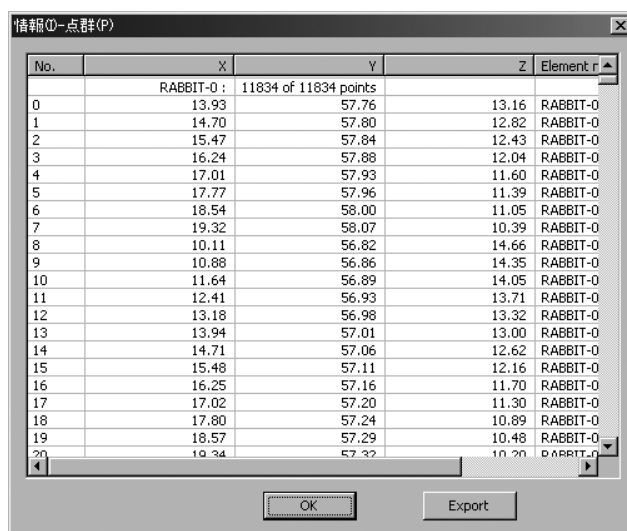 情報(I)-点群(P)
No. X Y Z Element r
RABBIT-0 : 11834 of 11834 points
0 13.93 57.76 13.16 RABBIT-0
1 14.70 57.80 12.82 RABBIT-0
2 15.47 57.84 12.43 RABBIT-0
3 16.24 57.88 12.04 RABBIT-0
4 17.01 57.93 11.60 RABBIT-0
5 17.77 57.96 11.39 RABBIT-0
6 18.54 58.00 11.05 RABBIT-0
7 19.32 58.07 10.39 RABBIT-0
8 10.11 56.82 14.66 RABBIT-0
9 10.88 56.86 14.35 RABBIT-0
10 11.64 56.89 14.05 RABBIT-0
11 12.41 56.93 13.71 RABBIT-0
12 13.18 56.98 13.32 RABBIT-0
13 13.94 57.01 13.00 RABBIT-0
14 14.71 57.06 12.62 RABBIT-0
15 15.48 57.11 12.16 RABBIT-0
16 16.25 57.16 11.70 RABBIT-0
17 17.02 57.20 11.30 RABBIT-0
18 17.80 57.24 10.89 RABBIT-0
19 18.57 57.29 10.48 RABBIT-0
20 19.34 57.32 10.20 RABBIT-0
OK Export